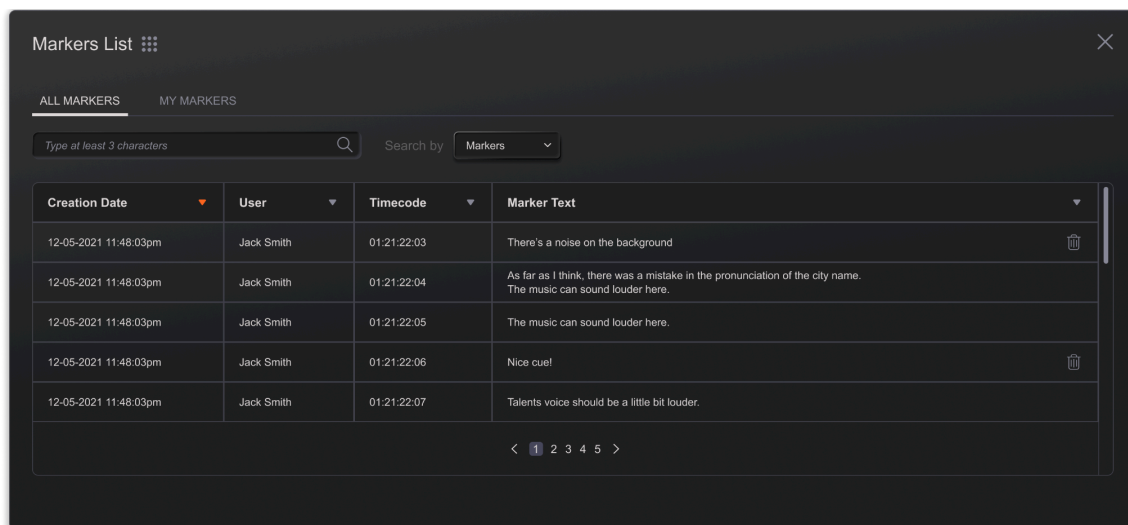 Markers List
ALL MARKERS MY MARKERS
Type at least 3 characters Search by Markers
Creation Date User Timecode Marker Text
12-05-2021 11:48:03pm Jack Smith 01:21:22:03 There's a noise on the background
12-05-2021 11:48:03pm Jack Smith 01:21:22:04 As far as I think, there was a mistake in the pronunciation of the city name.
The music can sound louder here.
12-05-2021 11:48:03pm Jack Smith 01:21:22:05 The music can sound louder here.
12-05-2021 11:48:03pm Jack Smith 01:21:22:06 Nice cue!
12-05-2021 11:48:03pm Jack Smith 01:21:22:07 Talents voice should be a little bit louder.
1 2 3 4 5